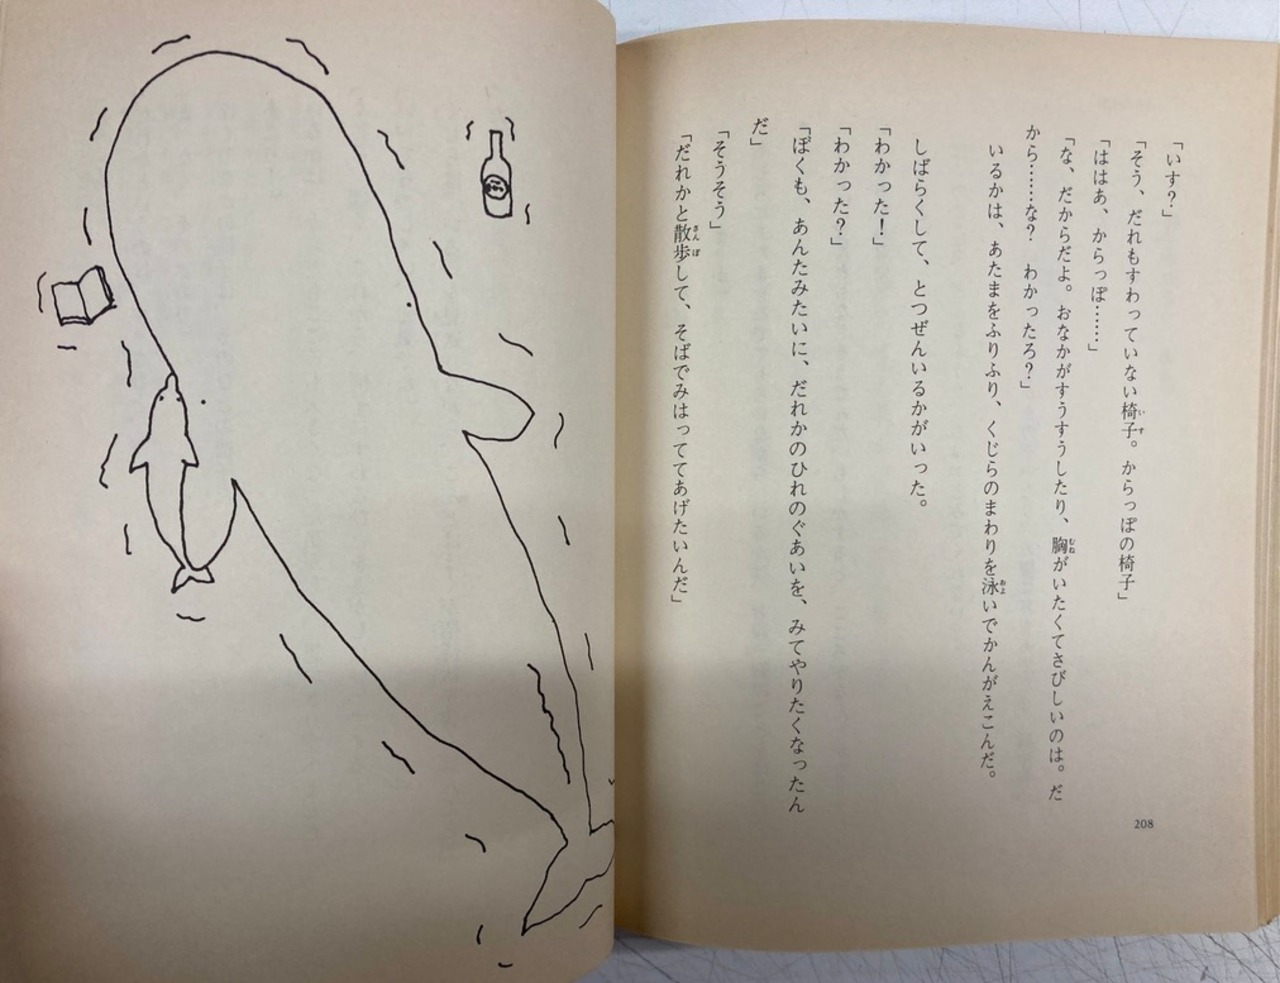 「いす？」
「そう、だれもすわっていない椅子。からっぽの椅子」
「ははあ、からっぽ……」
「な、だからだよ。おなかがすうすうしたり、胸がいたくてさびしいのは。だ
から……な？　わかったろ？」
いるかは、あたまをふりふり、くじらのまわりを泳いでかんがえこんだ。
しばらくして、とつぜんいるかがいった。
「わかった！」
「わかった？」
「ぼくも、あんたみたいに、だれかのひれのぐあいを、みてやりたくなったん
だ」
「そうそう」
「だれかと散歩して、そばでみはっててあげたいんだ」
208